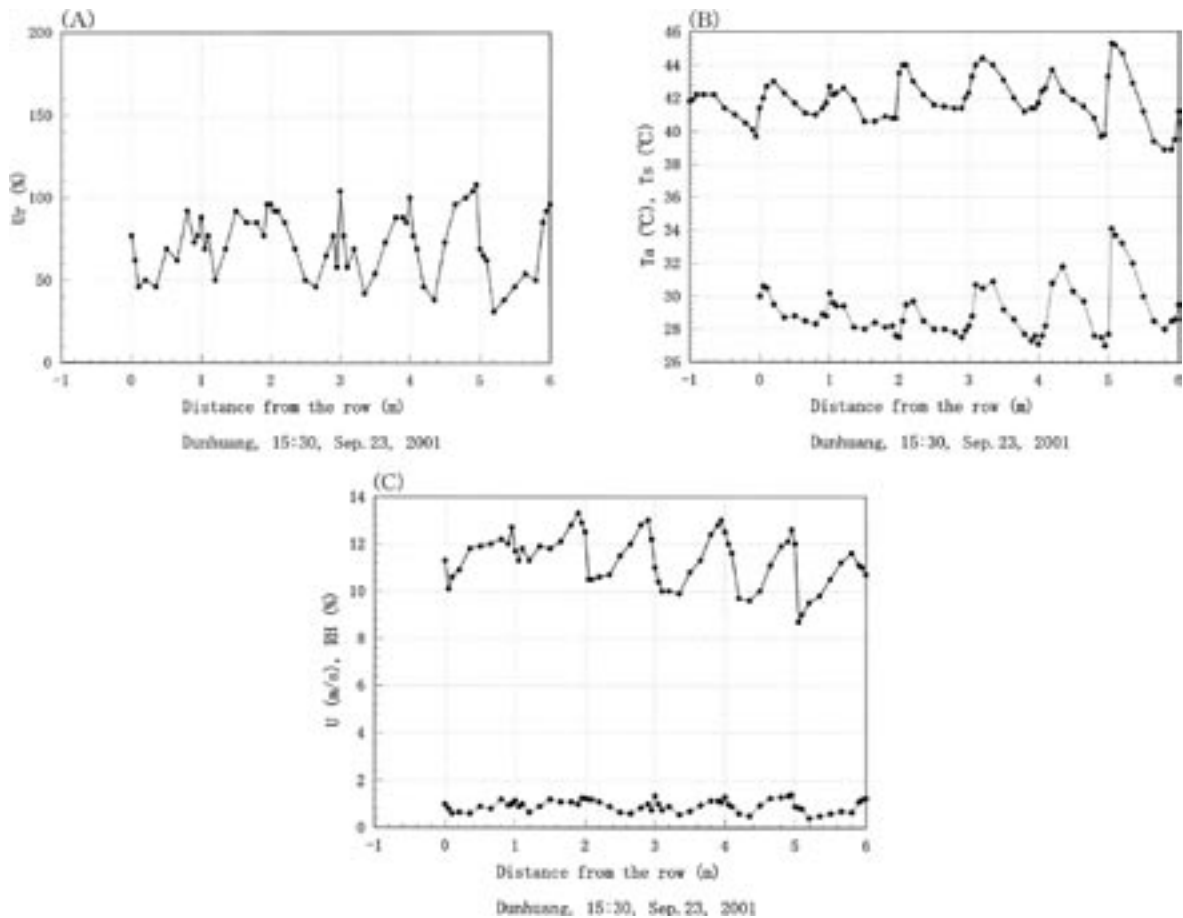 (A)
200
150
100
50
0
Ur (%)
-1 0 1 2 3 4 5 6
Distance from the row (m)
Dunhuang, 15:30, Sep.23, 2001
(B)
46
44
42
40
38
36
34
32
30
28
26
Ta (℃), Ts (℃)
-1 0 1 2 3 4 5 6
Distance from the row (m)
Dunhuang, 15:30, Sep.23, 2001
(C)
14
12
10
8
6
4
2
0
U (m/s), RH (%)
-1 0 1 2 3 4 5 6
Distance from the row (m)
Dunhuang, 15:30, Sep.23, 2001